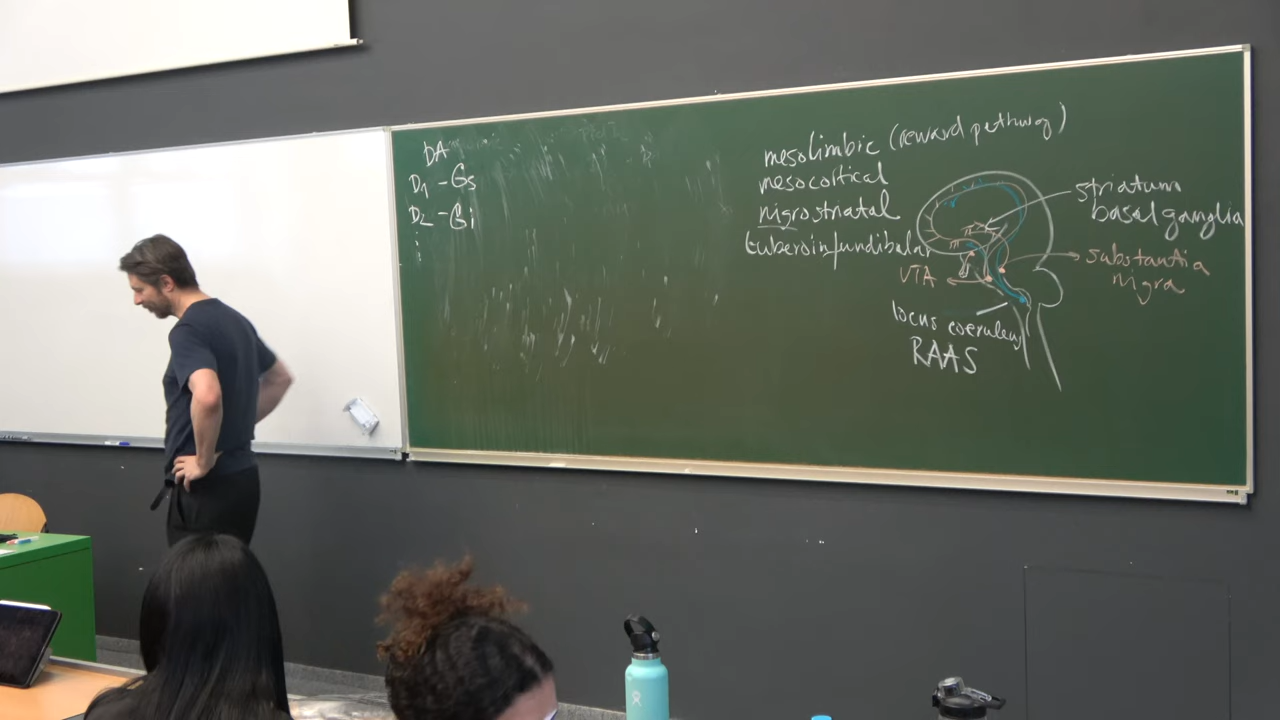 DA
D1 - Gs
D2 - Gi
mesolimbic (reward pathway)
mesocortical
nigrostriatal
tuberoinfundibular
striatum
basal ganglia
VTA
substantia
nigra
locus coeruleus
RAAS